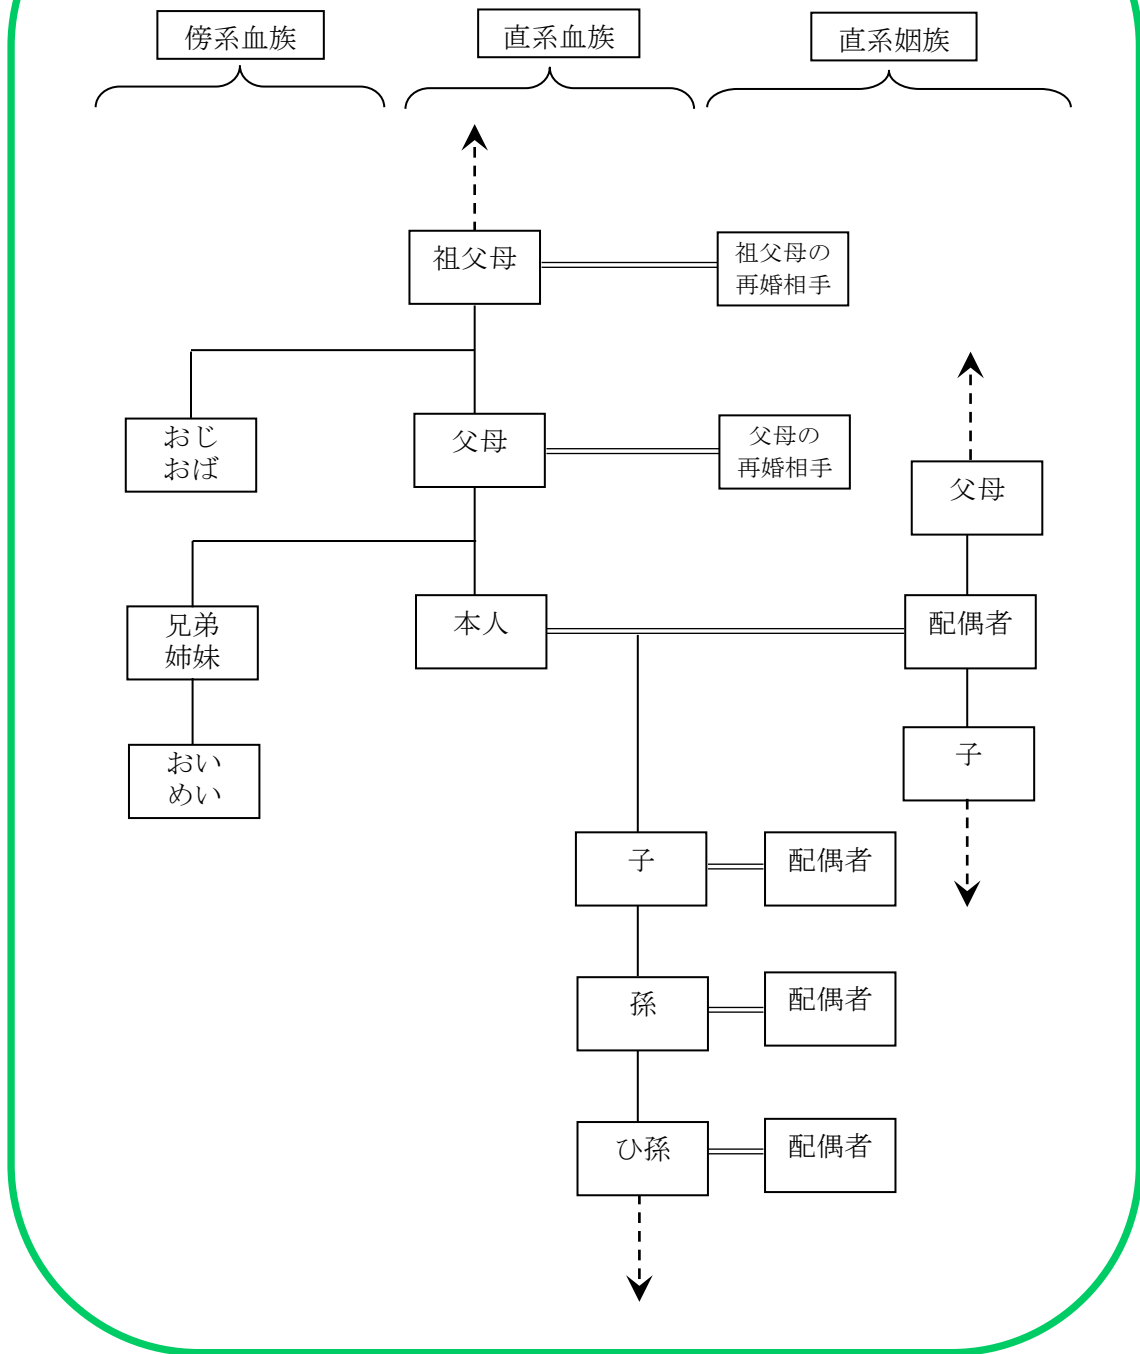 傍系血族
直系血族
直系姻族
祖父母
祖父母の
再婚相手
おじ
おば
父母
父母の
再婚相手
父母
兄弟
姉妹
本人
配偶者
おい
めい
子
子
配偶者
孫
配偶者
ひ孫
配偶者